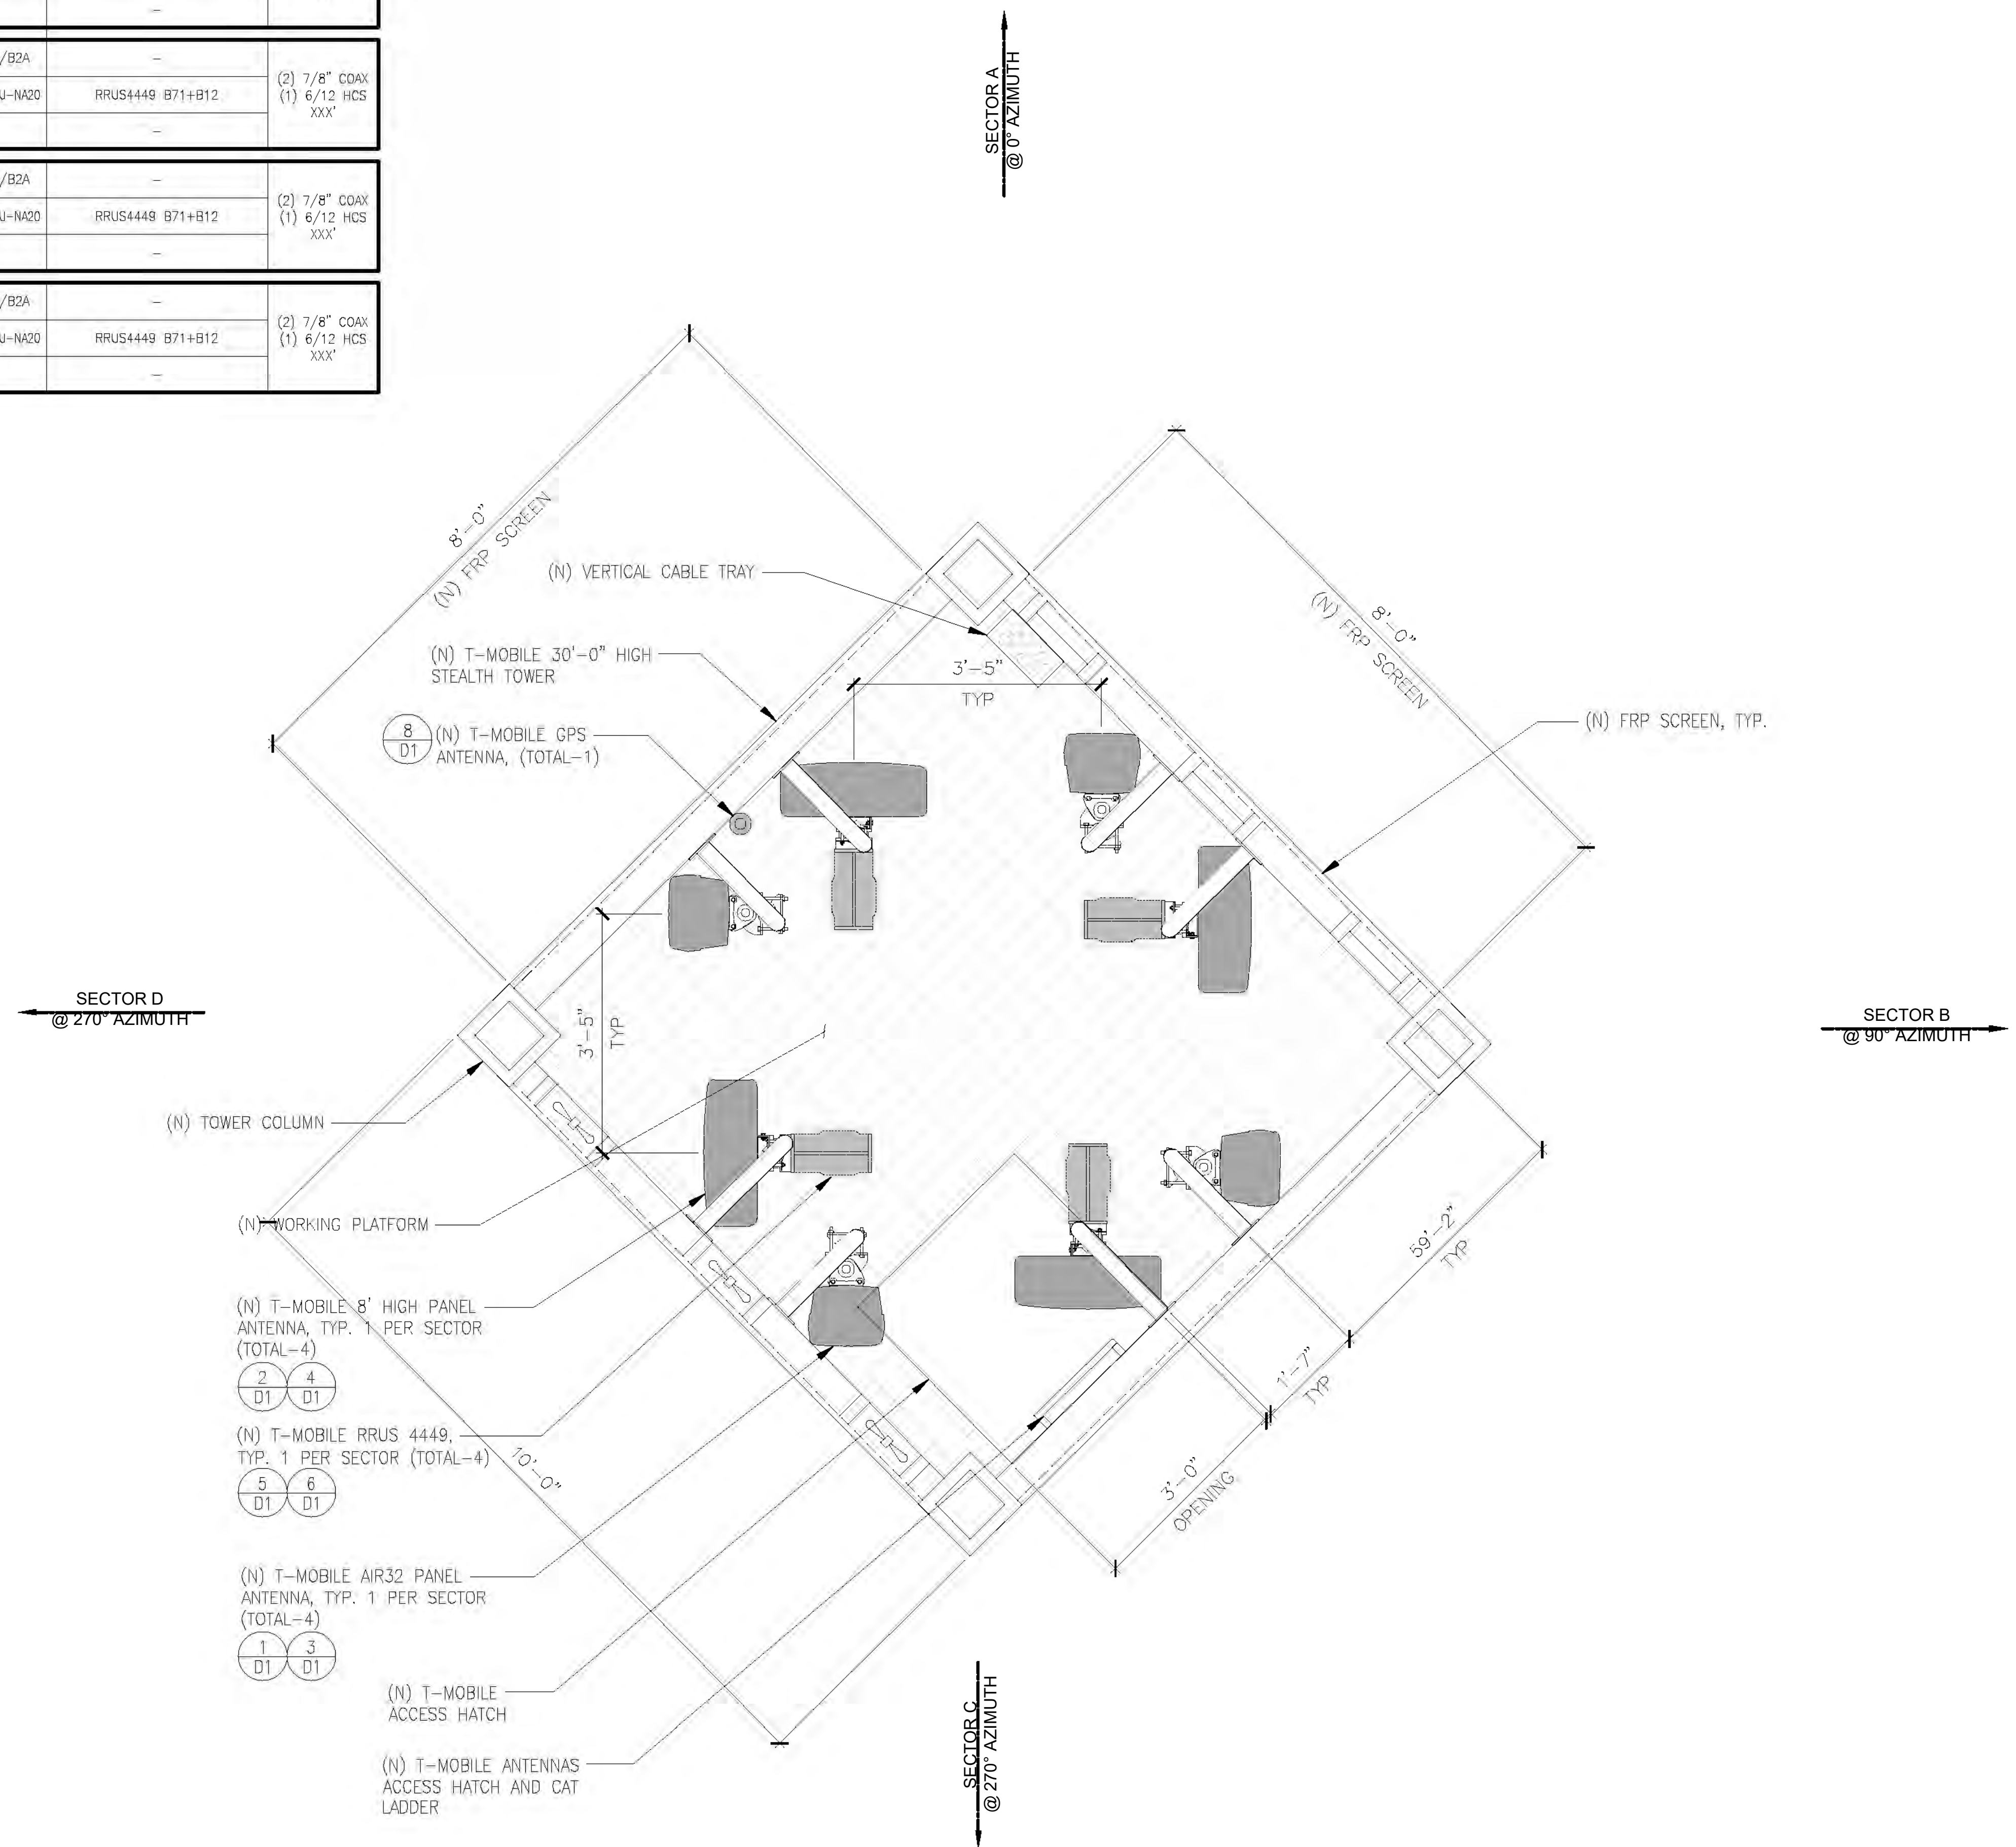 –
/B2A
–
(2) 7/8" COAX
(1) 6/12 HCS
XXX'
U-NA20
RRUS4449 B71+B12
–
/B2A
–
(2) 7/8" COAX
(1) 6/12 HCS
XXX'
U-NA20
RRUS4449 B71+B12
–
/B2A
–
(2) 7/8" COAX
(1) 6/12 HCS
XXX'
U-NA20
RRUS4449 B71+B12
–
SECTOR A
@ 0° AZIMUTH
8'-0"
(N) FRP SCREEN
(N) VERTICAL CABLE TRAY
8'-0"
(N) FRP SCREEN
(N) T-MOBILE 30'-0" HIGH
STEALTH TOWER
3'-5"
TYP
(N) FRP SCREEN, TYP.
8
D1
(N) T-MOBILE GPS
ANTENNA, (TOTAL-1)
SECTOR D
@ 270° AZIMUTH
3'-5"
TYP
SECTOR B
@ 90° AZIMUTH
(N) TOWER COLUMN
(N) WORKING PLATFORM
59'-2"
TYP
(N) T-MOBILE 8' HIGH PANEL
ANTENNA, TYP. 1 PER SECTOR
(TOTAL-4)
2
D1
4
D1
1'-7"
TYP
(N) T-MOBILE RRUS 4449,
TYP. 1 PER SECTOR (TOTAL-4)
5
D1
6
D1
10'-0"
3'-0"
OPENING
(N) T-MOBILE AIR32 PANEL
ANTENNA, TYP. 1 PER SECTOR
(TOTAL-4)
1
D1
3
D1
(N) T-MOBILE
ACCESS HATCH
SECTOR C
@ 270° AZIMUTH
(N) T-MOBILE ANTENNAS
ACCESS HATCH AND CAT
LADDER